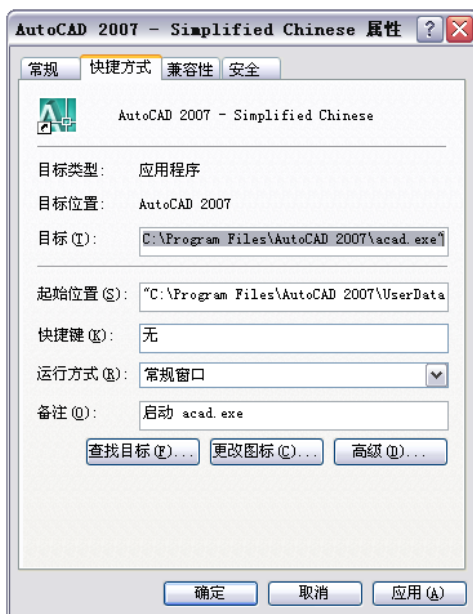 AutoCAD 2007 - Simplified Chinese 属性
常规 快捷方式 兼容性 安全
AutoCAD 2007 - Simplified Chinese
目标类型: 应用程序
目标位置: AutoCAD 2007
目标(T): C:\Program Files\AutoCAD 2007\acad.exe"
起始位置(S): "C:\Program Files\AutoCAD 2007\UserData
快捷键(K): 无
运行方式(R): 常规窗口
备注(O): 启动 acad.exe
查找目标(F)... 更改图标(C)... 高级(D)...
确定 取消 应用(A)